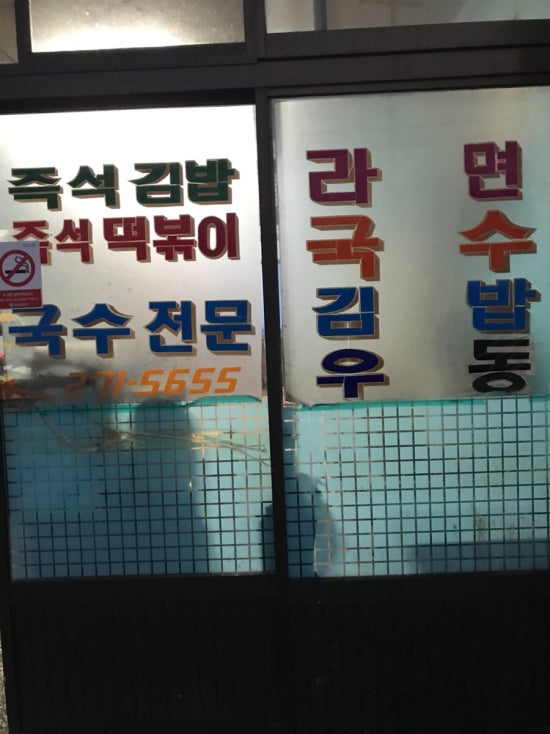 즉석 김밥
즉석 떡볶이
국수 전문
271-5655
라면
국수
김밥
우동